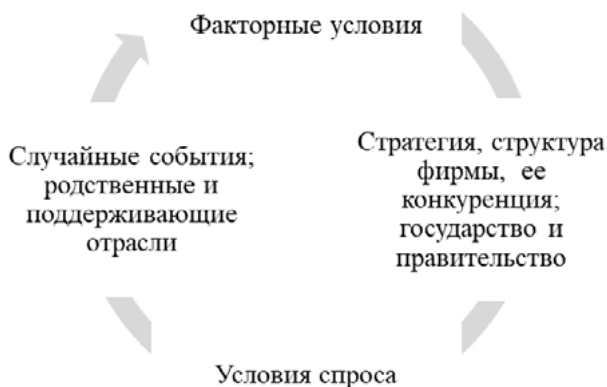 Факторные условия
Стратегия, структура
фирмы, ее
конкуренция;
государство и
правительство
Условия спроса
Случайные события;
родственные и
поддерживающие
отрасли